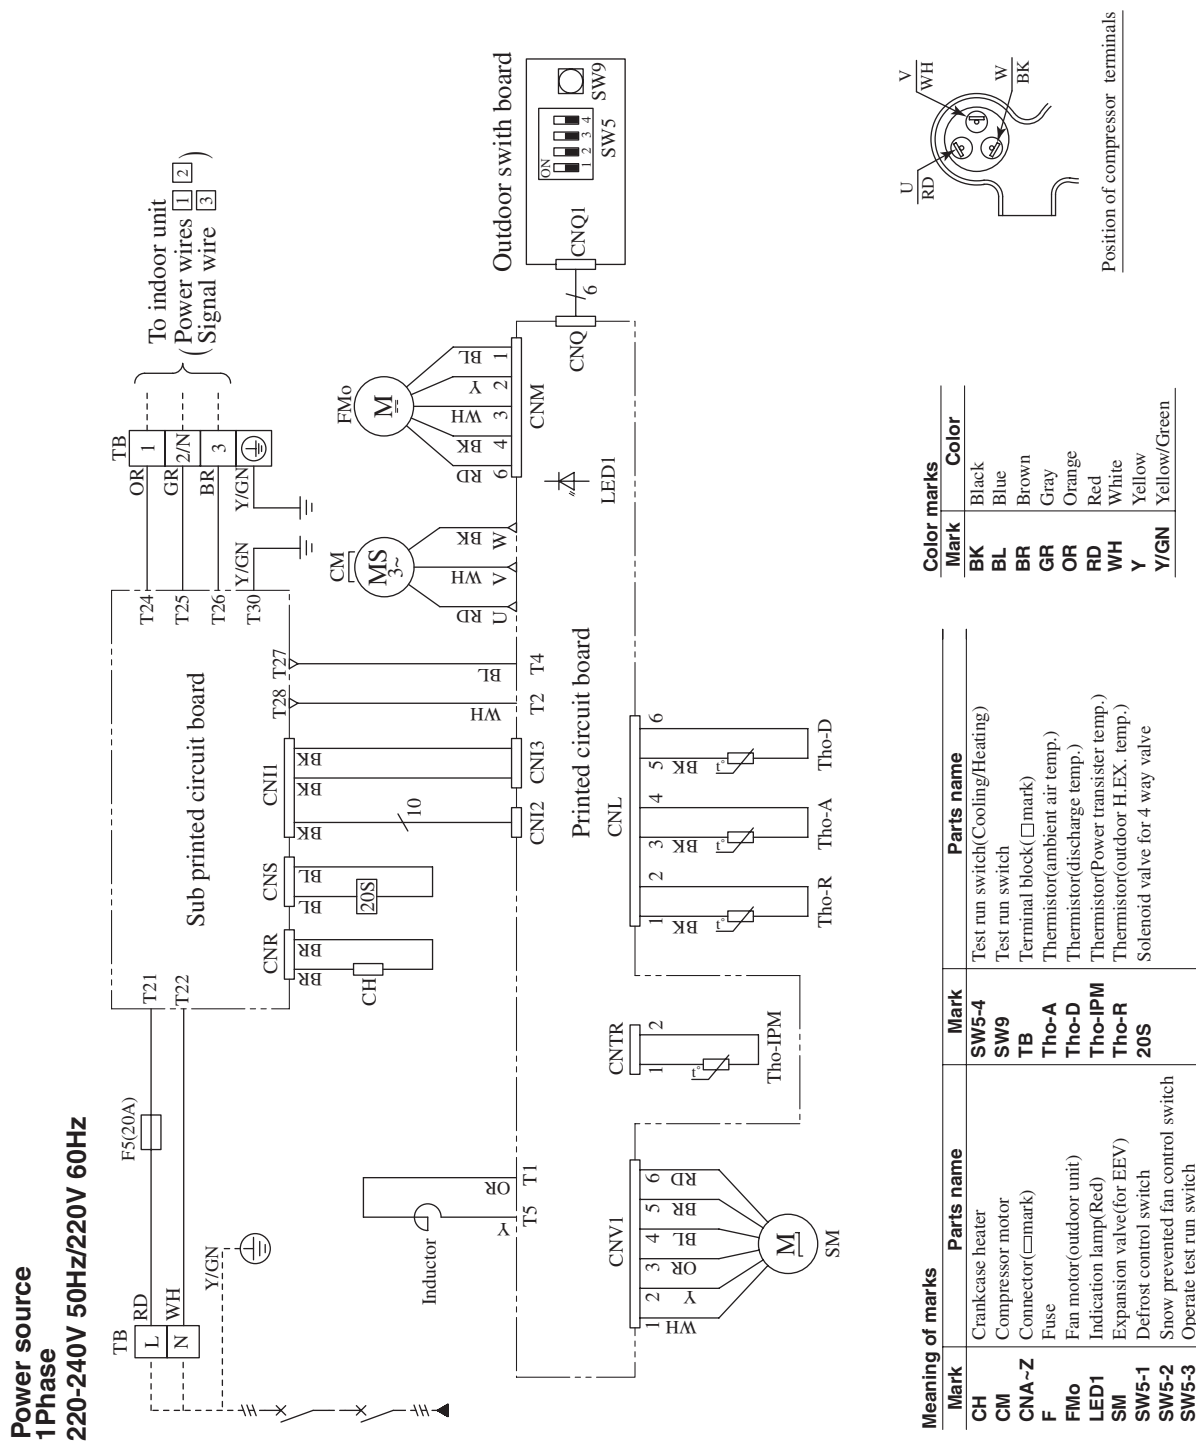 Power source
1Phase
220-240V 50Hz/220V 60Hz
TB
L
N
RD
WH
Y/GN
F5(20A)
T21
T22
Sub printed circuit board
T24
T25
T26
T30
OR
GR
BR
Y/GN
Y/GN
TB
1
2/N
3
To indoor unit
Power wires 1 2
Signal wire 3
CNR
BR
BR
CH
CNS
BL
BL
20S
CNI1
BK
BK
BK
10
T28
T27
WH
BL
CNI2
CNI3
T2
T4
CM
MS
3~
RD
WH
BK
U
V
W
FMo
M
RD
BK
WH
Y
BL
6
4
3
2
1
CNM
LED1
Outdoor swith board
CNQ
6
CNQ1
ON
1 2 3 4
SW5
SW9
Inductor
Y
OR
T5
T1
Printed circuit board
CNV1
1
2
3
4
5
6
WH
Y
OR
BL
BR
RD
M
SM
CNTR
1
2
t°
Tho-IPM
CNL
1
2
3
4
5
6
BK
BK
BK
t°
t°
t°
Tho-R
Tho-A
Tho-D
U
RD
V
WH
W
BK
Position of compressor terminals
Meaning of marks
Mark Parts name Mark Parts name
CH Crankcase heater SW5-4 Test run switch(Cooling/Heating)
CM Compressor motor SW9 Test run switch
CNA~Z Connector(▭mark) TB Terminal block(□mark)
F Fuse Tho-A Thermistor(ambient air temp.)
FMo Fan motor(outdoor unit) Tho-D Thermistor(discharge temp.)
LED1 Indication lamp(Red) Tho-IPM Thermistor(Power transister temp.)
SM Expansion valve(for EEV) Tho-R Thermistor(outdoor H.EX. temp.)
SW5-1 Defrost control switch 20S Solenoid valve for 4 way valve
SW5-2 Snow prevented fan control switch
SW5-3 Operate test run switch
Color marks
Mark Color
BK Black
BL Blue
BR Brown
GR Gray
OR Orange
RD Red
WH White
Y Yellow
Y/GN Yellow/Green